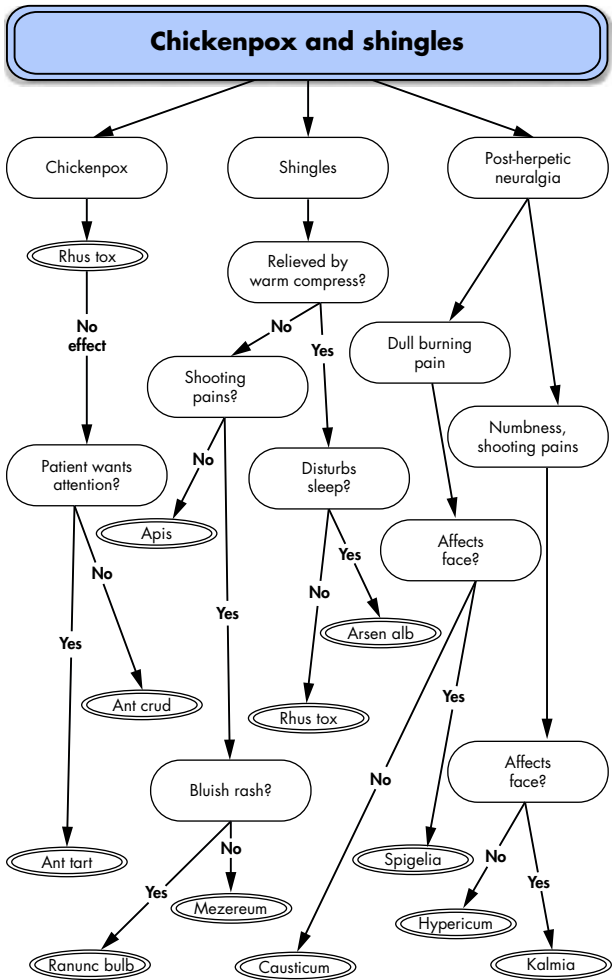 Chickenpox and shingles
Chickenpox
Shingles
Post-herpetic
neuralgia
Rhus tox
Relieved by
warm compress?
No
effect
No
Yes
Dull burning
pain
Shooting
pains?
Numbness,
shooting pains
Patient wants
attention?
No
Disturbs
sleep?
Apis
Affects
face?
No
Yes
No
Yes
Yes
Arsen alb
Yes
Ant crud
Rhus tox
Affects
face?
No
Bluish rash?
No
Ant tart
Spigelia
No
Yes
Yes
Mezereum
Hypericum
Ranunc bulb
Causticum
Kalmia